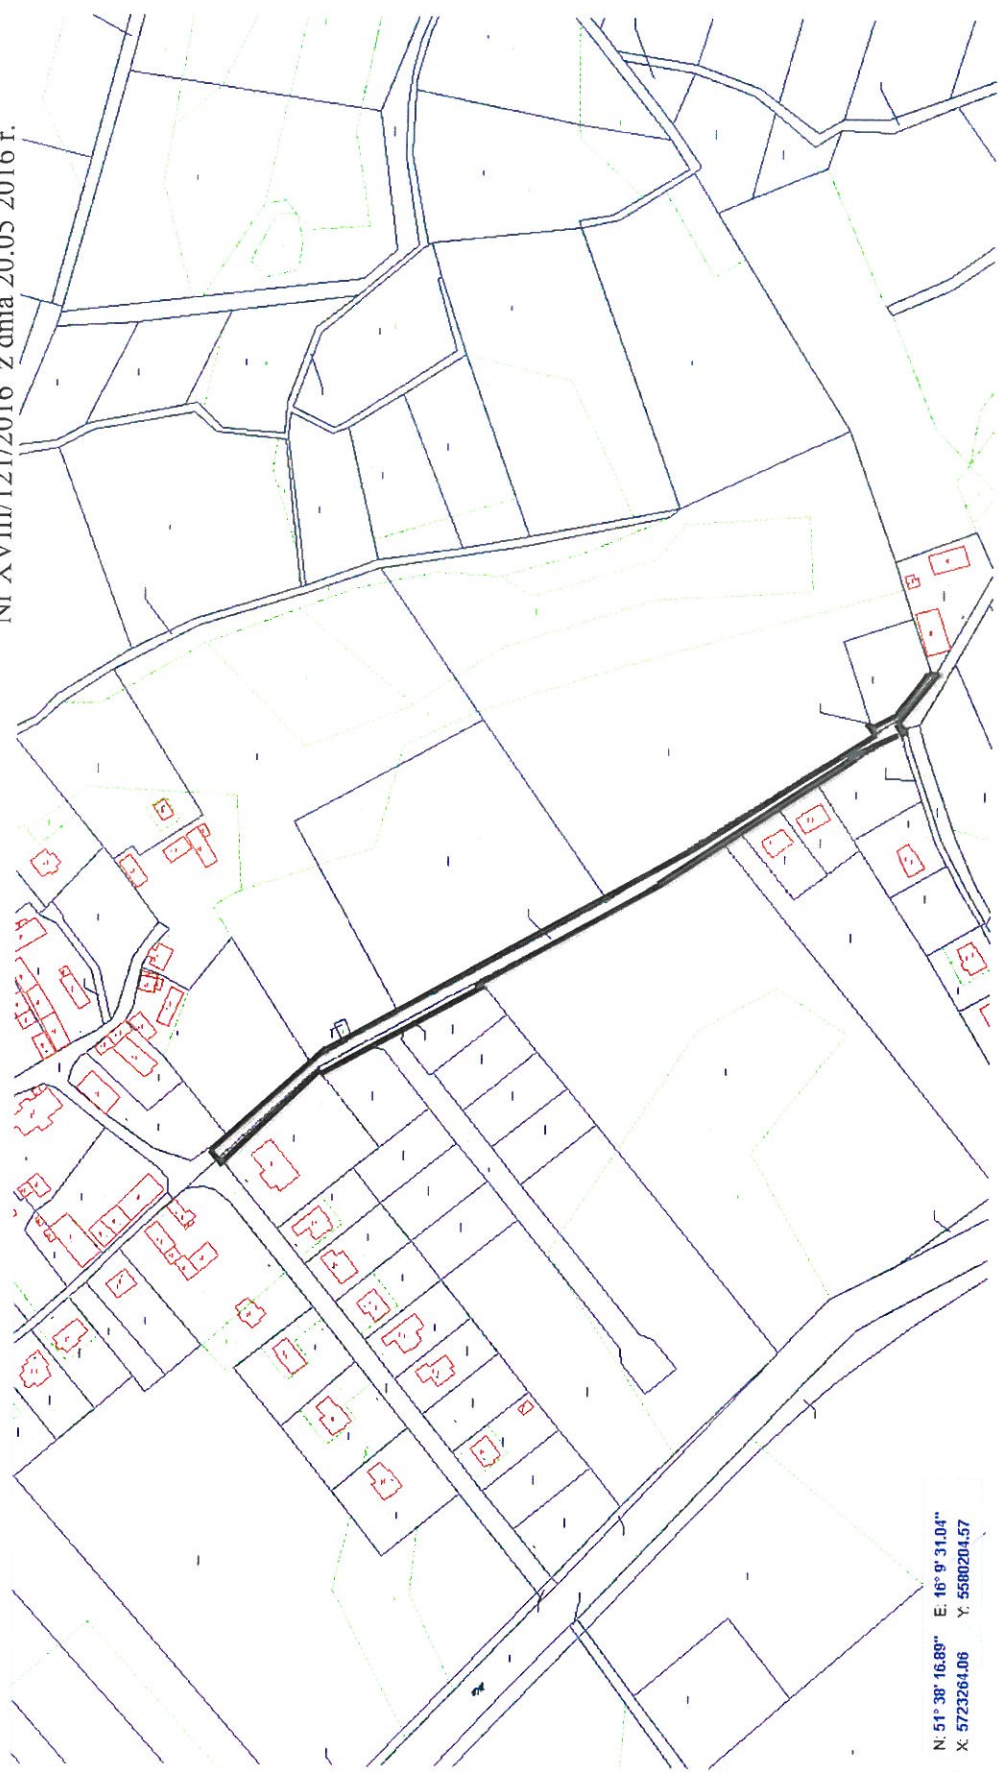 Nr XVIII/121/2016 z dnia 20.05 2016 r.
N: 51° 38' 16.89" E: 16° 9' 31.04"
X: 5723264.06 Y: 5580204.57